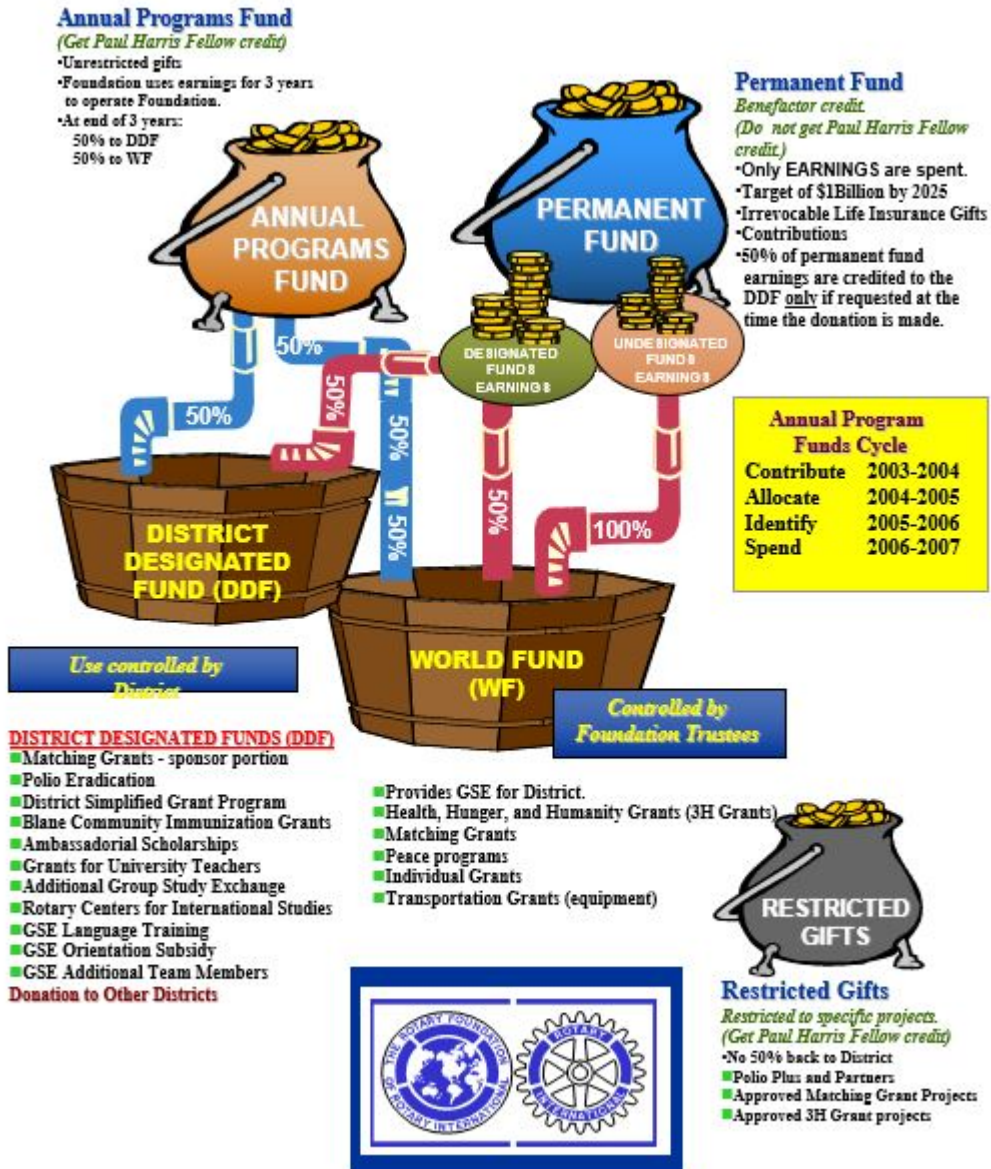 Annual Programs Fund
(Get Paul Harris Fellow credit)
•Unrestricted gifts
•Foundation uses earnings for 3 years
to operate Foundation.
•At end of 3 years:
50% to DDF
50% to WF
Permanent Fund
Benefactor credit.
(Do not get Paul Harris Fellow
credit.)
•Only EARNINGS are spent.
•Target of $1Billion by 2025
•Irrevocable Life Insurance Gifts
•Contributions
•50% of permanent fund
earnings are credited to the
DDF only if requested at the
time the donation is made.
ANNUAL
PROGRAMS
FUND
PERMANENT
FUND
DESIGNATED
FUNDS
EARNINGS
UNDESIGNATED
FUNDS
EARNINGS
50%
50%
50%
50%
50%
50%
100%
Annual Program
Funds Cycle
Contribute 2003-2004
Allocate 2004-2005
Identify 2005-2006
Spend 2006-2007
DISTRICT
DESIGNATED
FUND (DDF)
WORLD FUND
(WF)
Use controlled by
District
Controlled by
Foundation Trustees
DISTRICT DESIGNATED FUNDS (DDF)
Matching Grants - sponsor portion
Polio Eradication
District Simplified Grant Program
Blane Community Immunization Grants
Ambassadorial Scholarships
Grants for University Teachers
Additional Group Study Exchange
Rotary Centers for International Studies
GSE Language Training
GSE Orientation Subsidy
GSE Additional Team Members
Donation to Other Districts
Provides GSE for District.
Health, Hunger, and Humanity Grants (3H Grants)
Matching Grants
Peace programs
Individual Grants
Transportation Grants (equipment)
RESTRICTED
GIFTS
Restricted Gifts
Restricted to specific projects.
(Get Paul Harris Fellow credit)
•No 50% back to District
Polio Plus and Partners
Approved Matching Grant Projects
Approved 3H Grant projects
THE ROTARY FOUNDATION
OF ROTARY INTERNATIONAL
ROTARY
INTERNATIONAL